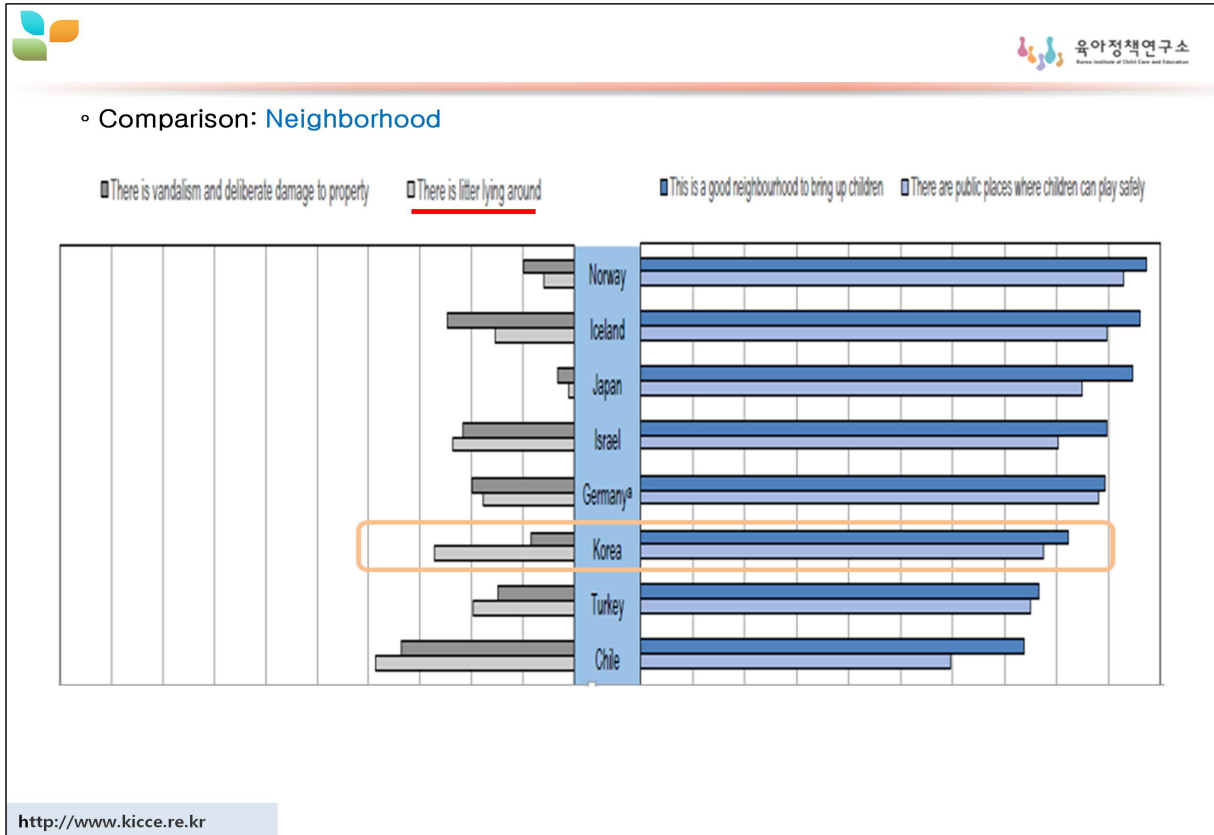 육아정책연구소
Korea Institute of Child Care and Education
◦ Comparison: Neighborhood
There is vandalism and deliberate damage to property There is litter lying around This is a good neighbourhood to bring up children There are public places where children can play safely
Norway
Iceland
Japan
Israel
Germanyª
Korea
Turkey
Chile
http://www.kicce.re.kr